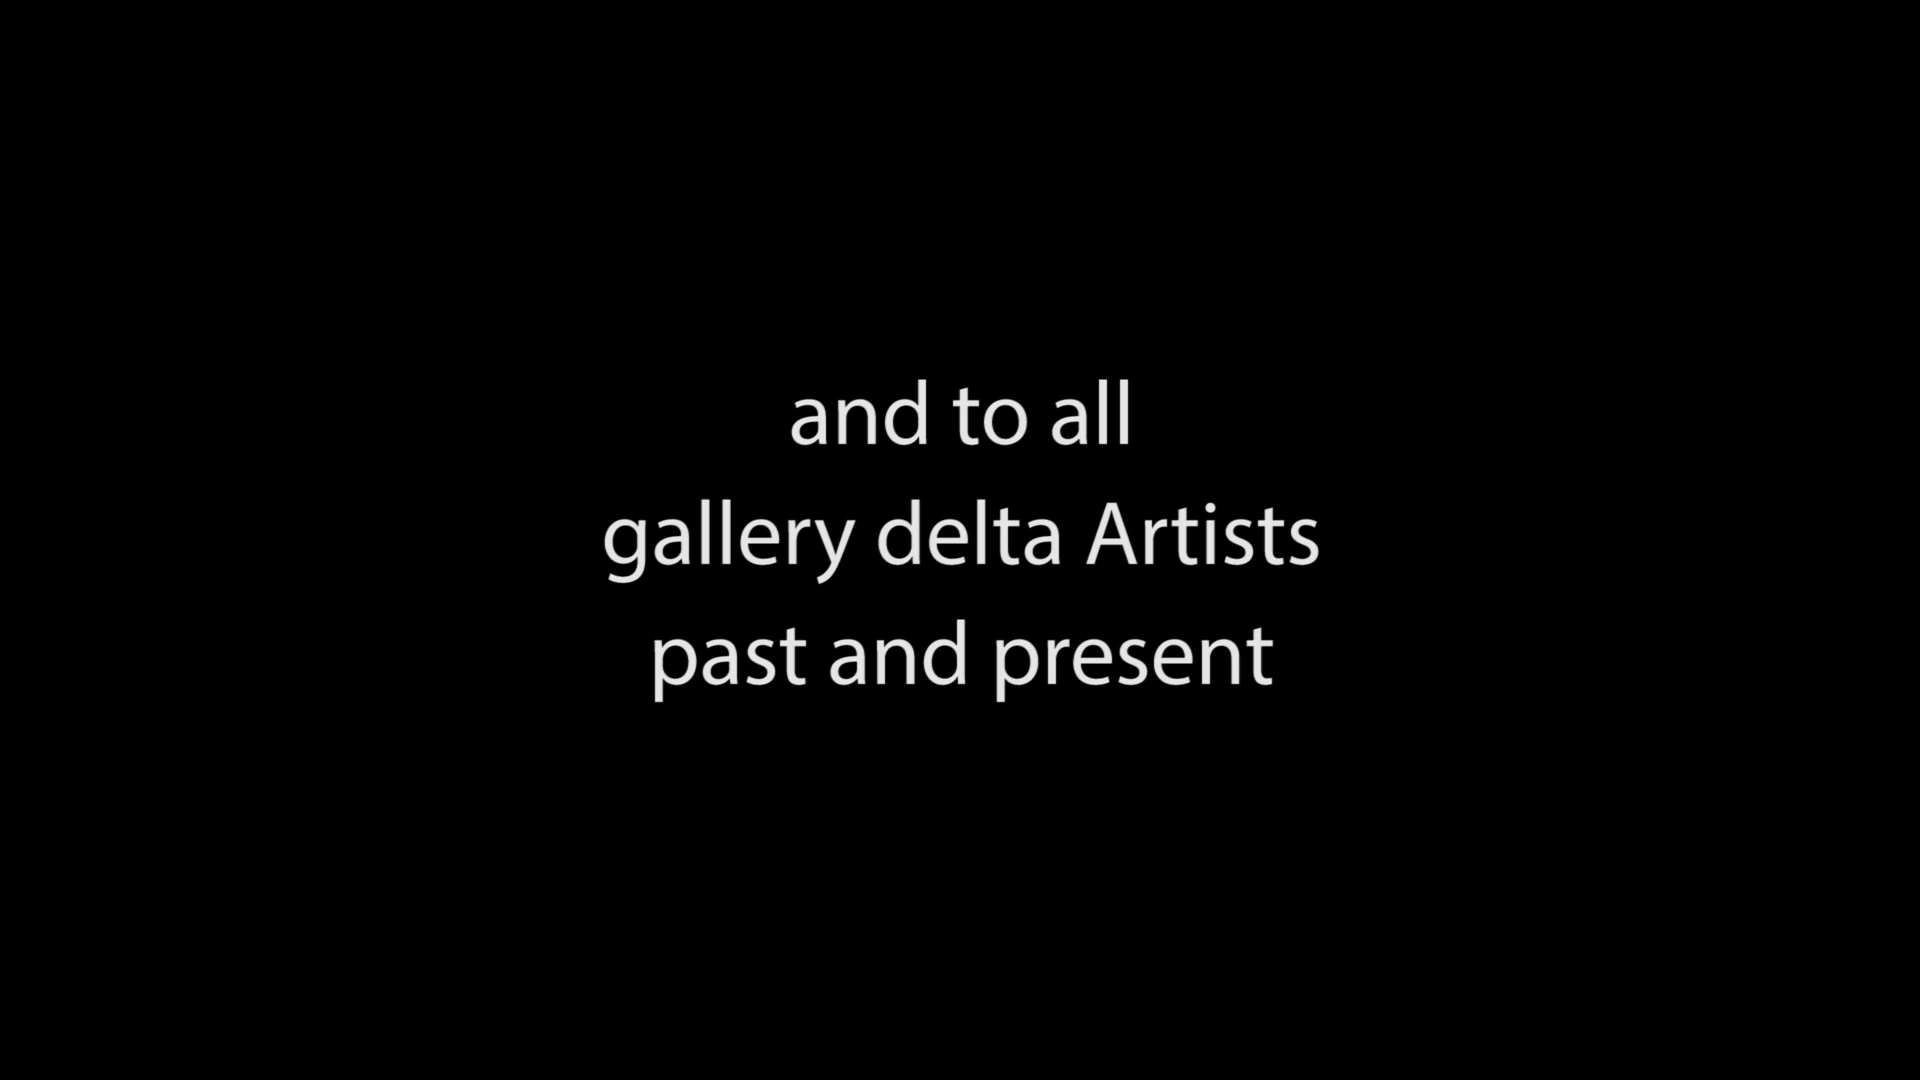 and to all
gallery delta Artists
past and present